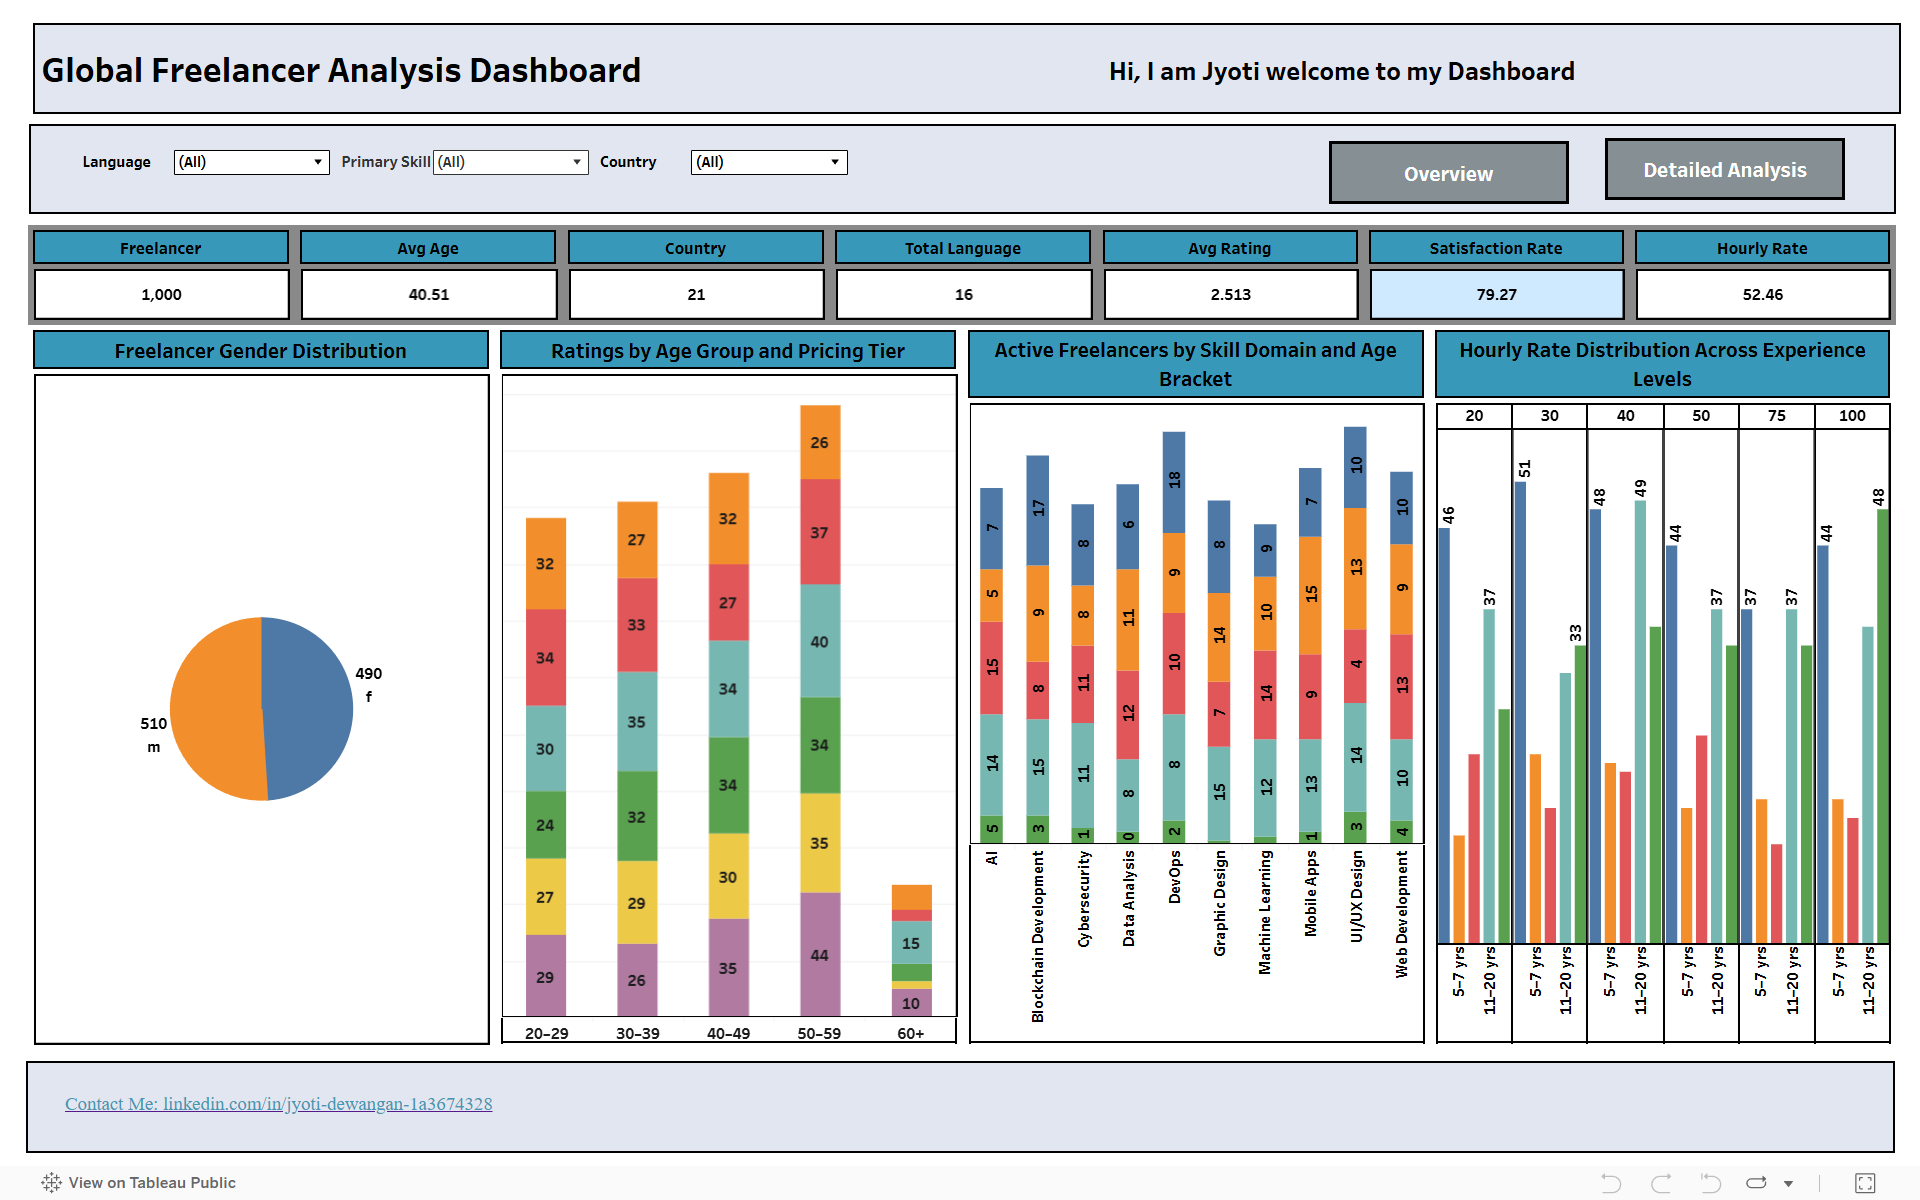 Global Freelancer Analysis Dashboard
Hi, I am Jyoti welcome to my Dashboard
Language (All) Primary Skill (All) Country (All)
Overview
Detailed Analysis
Freelancer Avg Age Country Total Language Avg Rating Satisfaction Rate Hourly Rate
1,000 40.51 21 16 2.513 79.27 52.46
Freelancer Gender Distribution
490
f
510
m
Ratings by Age Group and Pricing Tier
32
34
30
24
27
29
27
33
35
32
29
26
32
27
34
34
30
35
26
37
40
34
35
44
15
10
20–29 30–39 40–49 50–59 60+
Active Freelancers by Skill Domain and Age
Bracket
7
5
15
14
5
17
9
8
15
3
8
8
11
11
1
6
11
12
8
0
18
9
10
8
2
8
14
7
15
9
10
14
12
7
15
9
13
1
10
13
4
14
3
10
9
13
10
4
AI
Blockchain Development
Cybersecurity
Data Analysis
DevOps
Graphic Design
Machine Learning
Mobile Apps
UI/UX Design
Web Development
Hourly Rate Distribution Across Experience
Levels
20 30 40 50 75 100
46
37
51
33
48
49
44
37
37
37
44
48
5–7 yrs
11–20 yrs
5–7 yrs
11–20 yrs
5–7 yrs
11–20 yrs
5–7 yrs
11–20 yrs
5–7 yrs
11–20 yrs
5–7 yrs
11–20 yrs
Contact Me: linkedin.com/in/jyoti-dewangan-1a3674328
View on Tableau Public